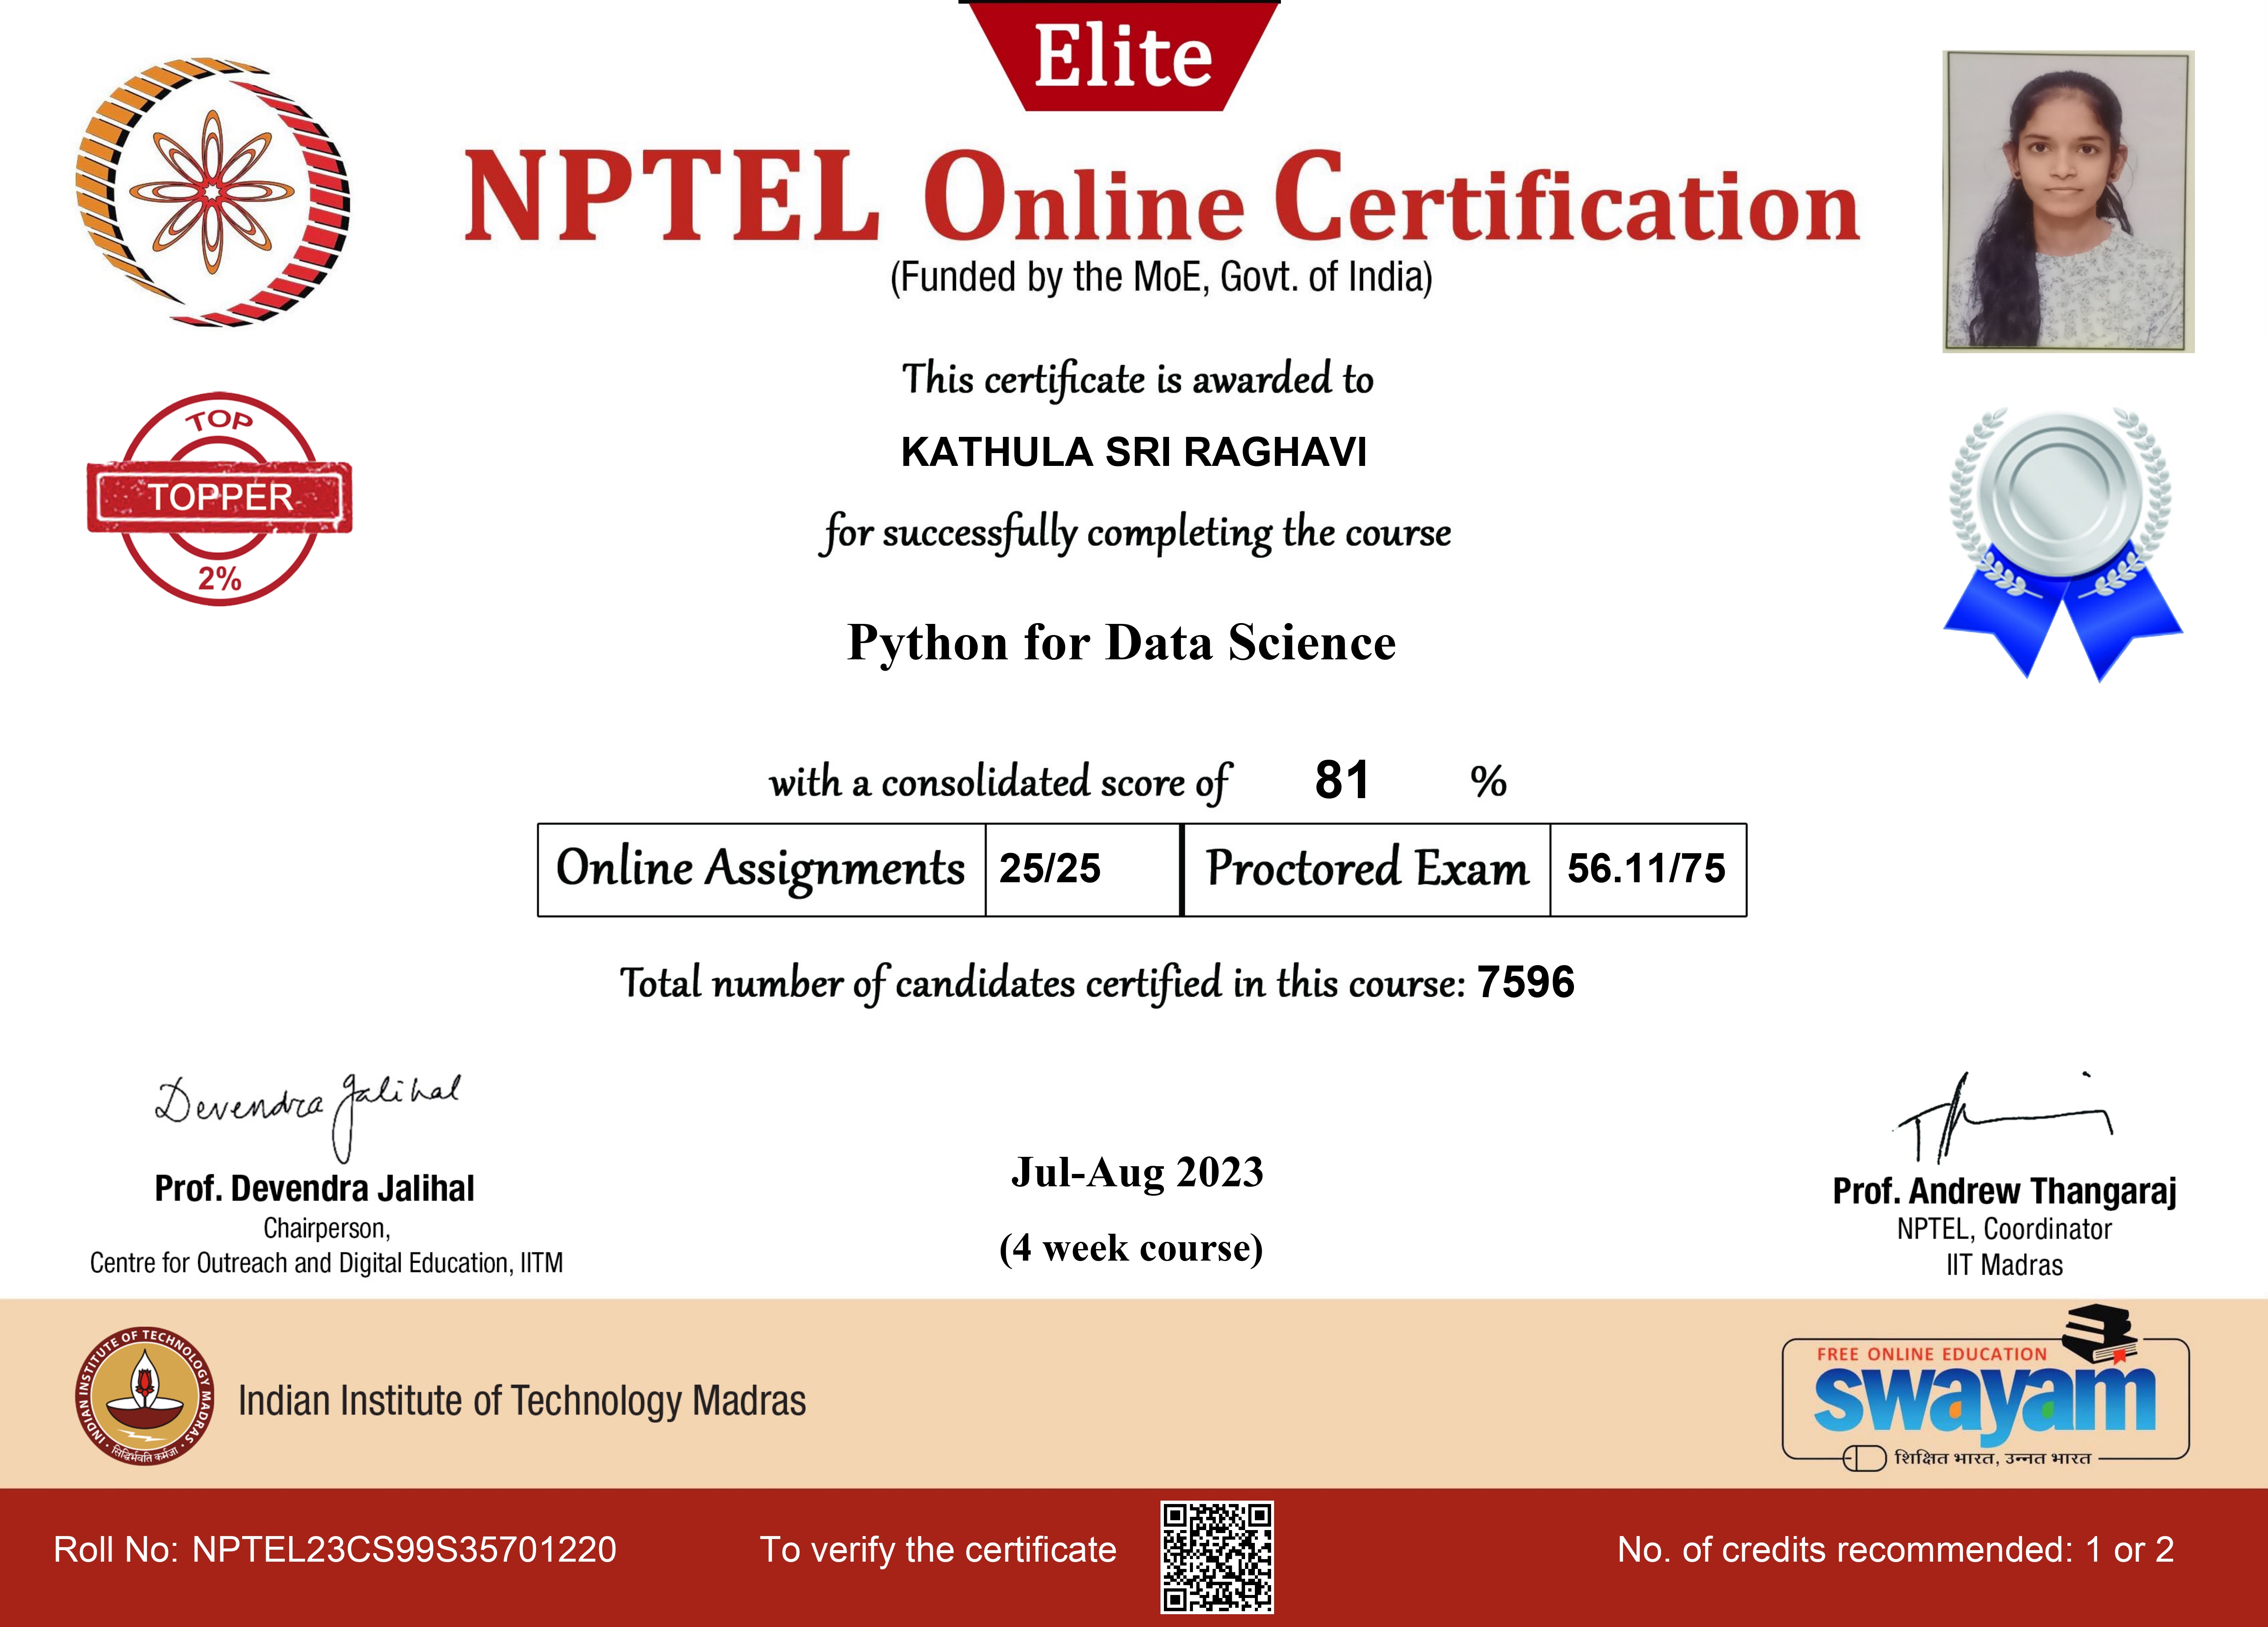 Elite
NPTEL Online Certification
(Funded by the MoE, Govt. of India)
This certificate is awarded to
KATHULA SRI RAGHAVI
for successfully completing the course
TOP
TOPPER
2%
Python for Data Science
with a consolidated score of 81 %
Online Assignments 25/25 Proctored Exam 56.11/75
Total number of candidates certified in this course: 7596
Devendra Jalihal
Prof. Devendra Jalihal
Chairperson,
Centre for Outreach and Digital Education, IITM
Jul-Aug 2023
(4 week course)
Prof. Andrew Thangaraj
NPTEL, Coordinator
IIT Madras
INDIAN INSTITUTE OF TECHNOLOGY MADRAS
सिद्धिर्भवति कर्मजा
Indian Institute of Technology Madras
FREE ONLINE EDUCATION
swayam
शिक्षित भारत, उन्नत भारत
Roll No: NPTEL23CS99S35701220
To verify the certificate
No. of credits recommended: 1 or 2